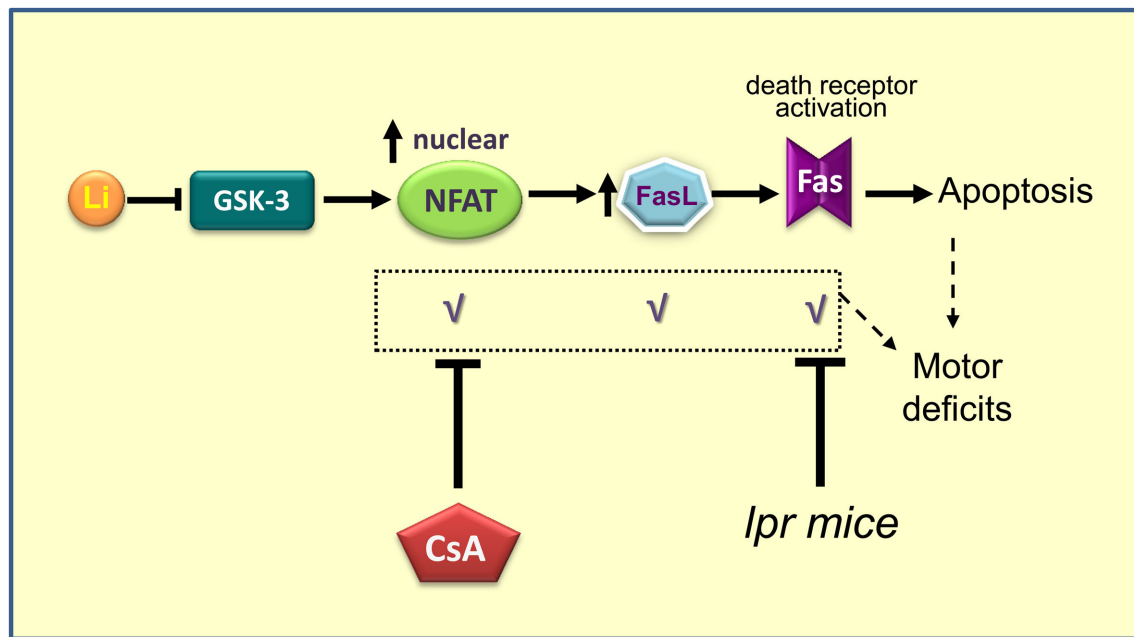 death receptor
activation
nuclear
Li
GSK-3
NFAT
FasL
Fas
Apoptosis
√
√
√
Motor
deficits
CsA
lpr mice